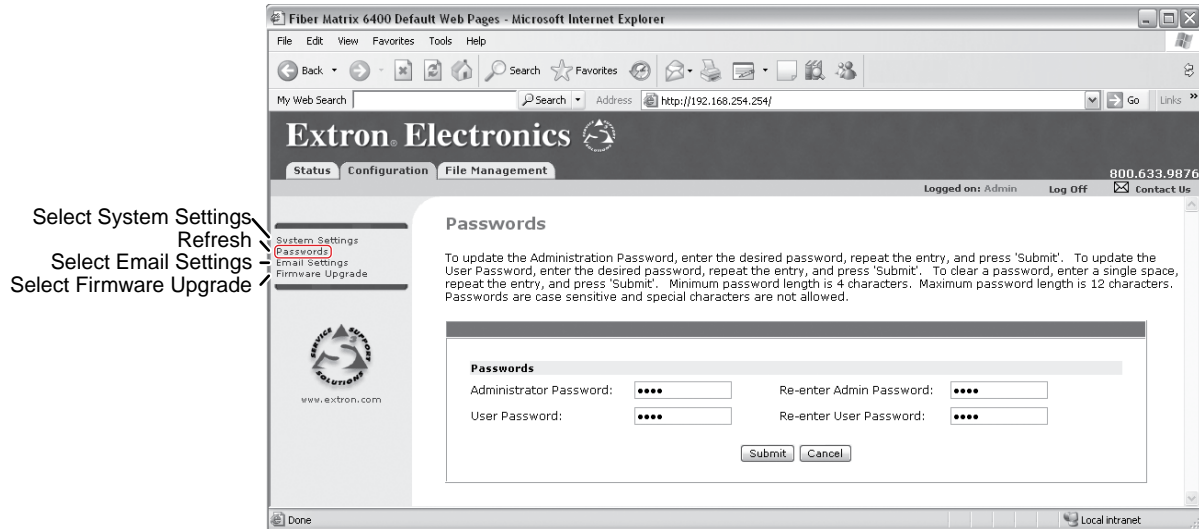 Fiber Matrix 6400 Default Web Pages - Microsoft Internet Explorer
File Edit View Favorites Tools Help
Back Search Favorites
My Web Search Search Address http://192.168.254.254/ Go Links »
Extron® Electronics
Status Configuration File Management
800.633.9876
Logged on: Admin Log Off Contact Us
Select System Settings
Refresh
Select Email Settings
Select Firmware Upgrade
System Settings
Passwords
Email Settings
Firmware Upgrade
SERVICE SUPPORT SOLUTIONS
S3
www.extron.com
Passwords
To update the Administration Password, enter the desired password, repeat the entry, and press 'Submit'. To update the
User Password, enter the desired password, repeat the entry, and press 'Submit'. To clear a password, enter a single space,
repeat the entry, and press 'Submit'. Minimum password length is 4 characters. Maximum password length is 12 characters.
Passwords are case sensitive and special characters are not allowed.
Passwords
Administrator Password: •••• Re-enter Admin Password: ••••
User Password: •••• Re-enter User Password: ••••
Submit Cancel
Done Local intranet